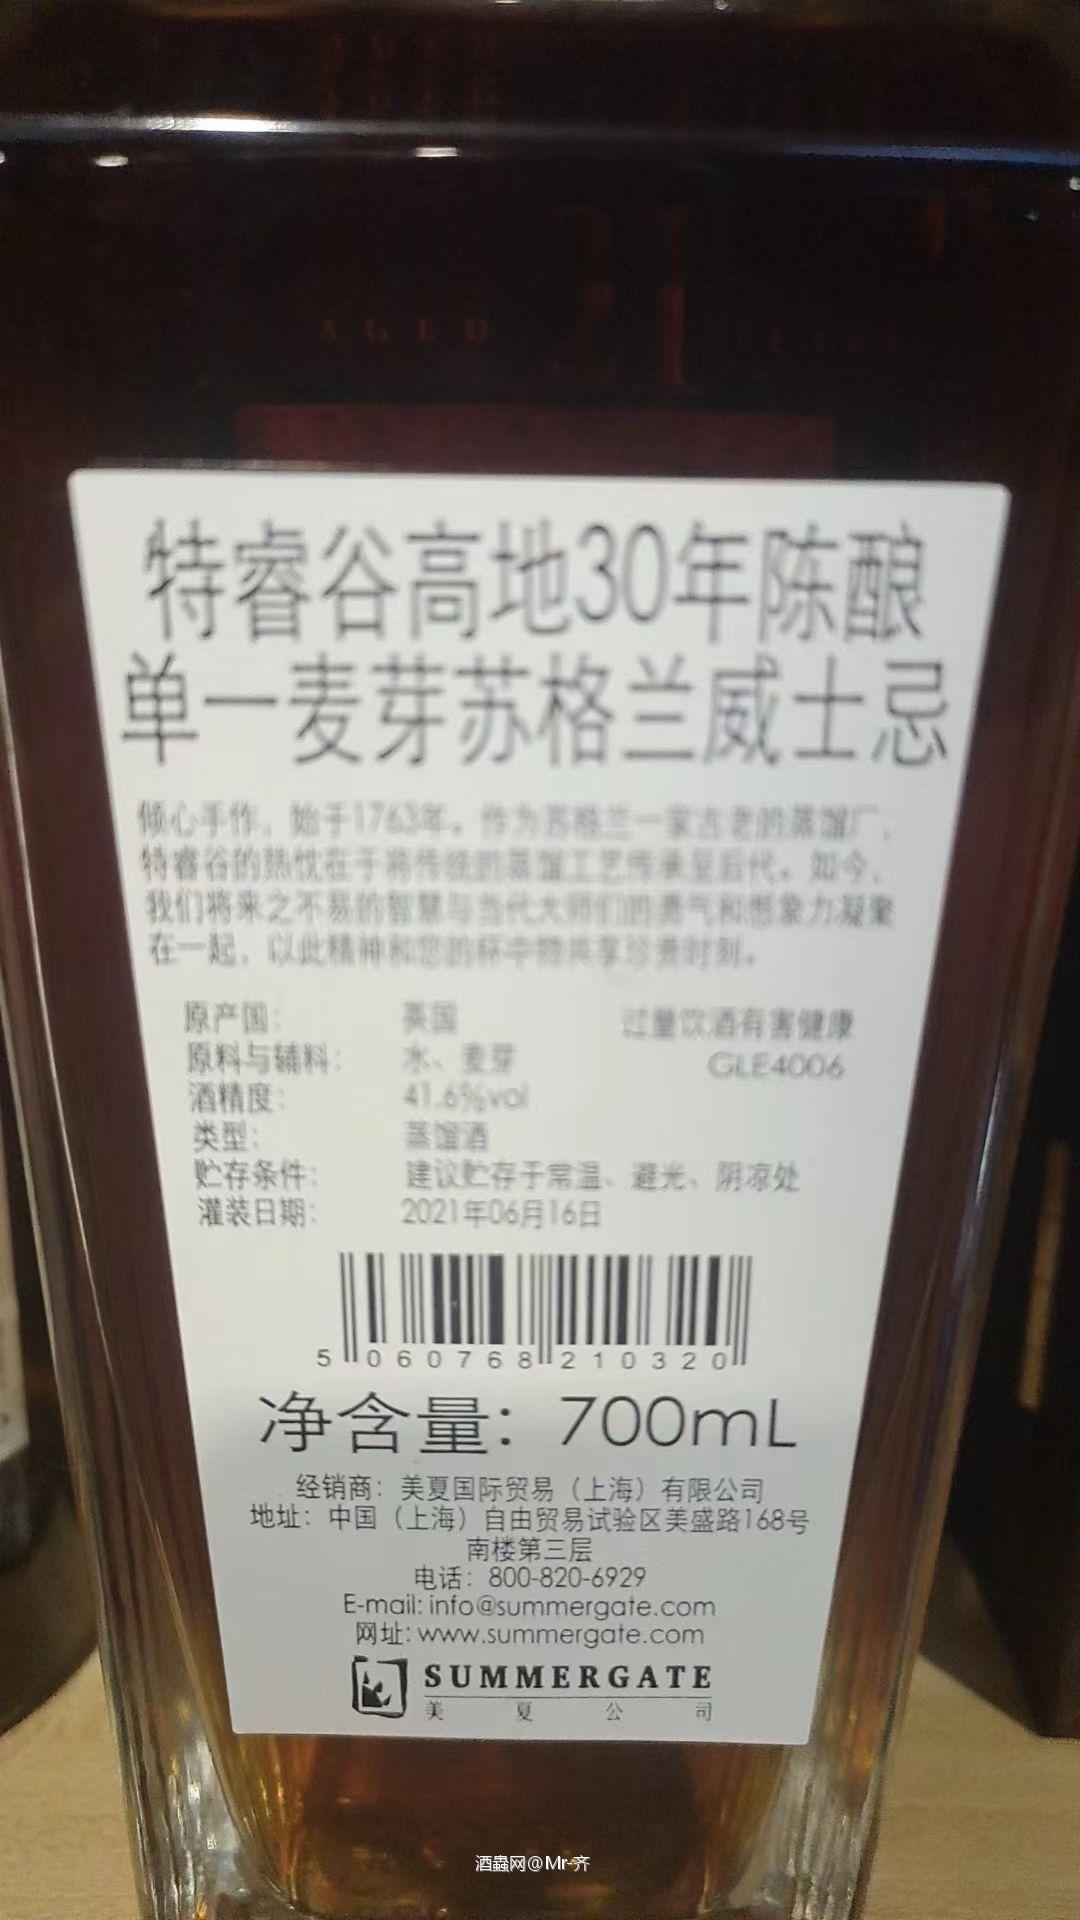 AGED 21 YEARS
特睿谷高地30年陈酿
单一麦芽苏格兰威士忌
倾心手作，始于1763年。作为苏格兰一家古老的蒸馏厂，
特睿谷的热忱在于将传统的蒸馏工艺传承至后代。如今，
我们将来之不易的智慧与当代大师们的勇气和想象力凝聚
在一起，以此精神和您的杯中物共享珍贵时刻。
原产国： 英国 过量饮酒有害健康
原料与辅料： 水、麦芽 GLE4006
酒精度： 41.6%vol
类型： 蒸馏酒
贮存条件： 建议贮存于常温、避光、阴凉处
灌装日期： 2021年06月16日
5 060768 210320
净含量：700mL
经销商：美夏国际贸易（上海）有限公司
地址：中国（上海）自由贸易试验区美盛路168号
南楼第三层
电话：800-820-6929
E-mail: info@summergate.com
网址: www.summergate.com
SUMMERGATE
美夏公司
酒蟲网@Mr-齐